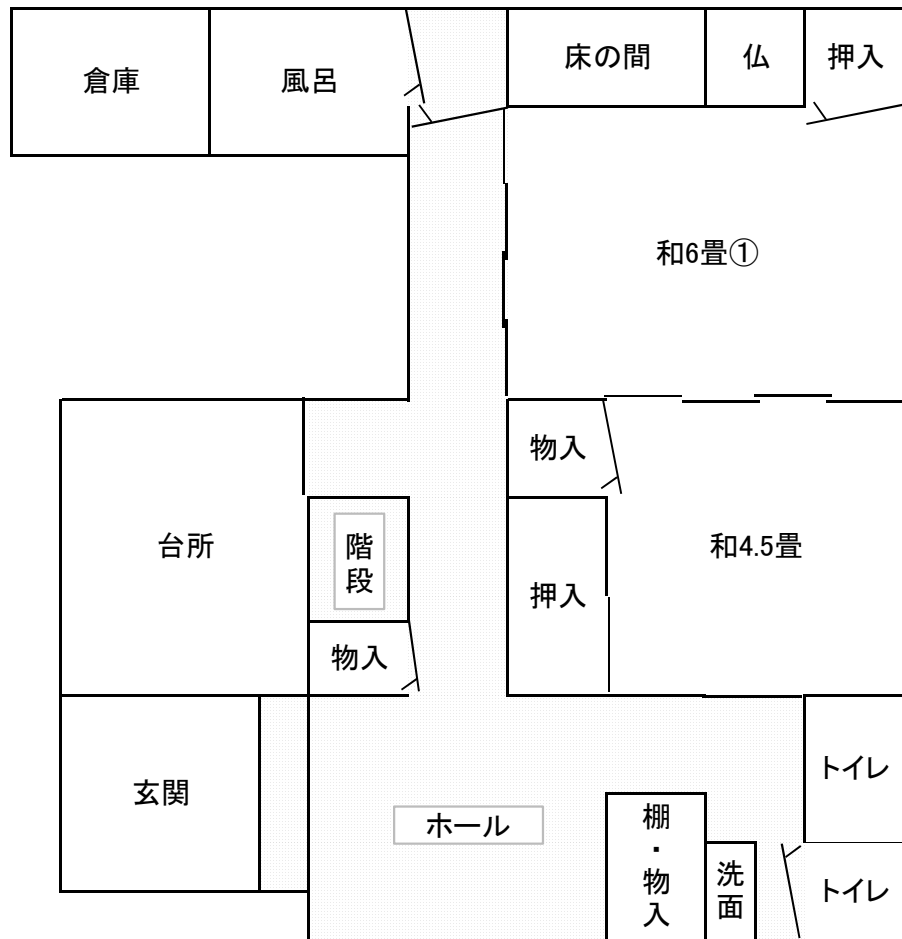 倉庫
風呂
床の間
仏
押入
和6畳①
物入
台所
階段
押入
和4.5畳
物入
玄関
ホール
棚・物入
洗面
トイレ
トイレ